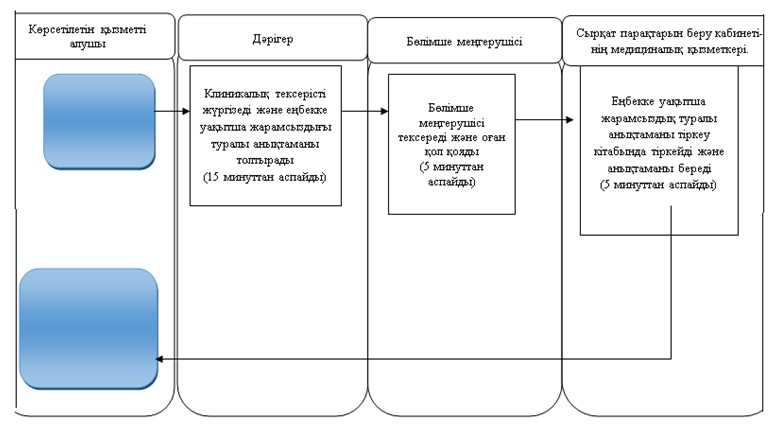 Көрсетілетін қызметті
алушы
Дәрігер
Бөлімше меңгерушісі
Сырқат парақтарын беру кабинеті-
нің медициналық қызметкері.
Клиникалық тексерісті
жүргізеді және еңбекке
уақытша жарамсыздығы
туралы анықтаманы
толтырады
(15 минуттан аспайды)
Бөлімше
меңгерушісі
тексереді және оған
қол қояды
(5 минуттан
аспайды)
Еңбекке уақытша
жарамсыздық туралы
анықтаманы тіркеу
кітабында тіркейді және
анықтаманы береді
(5 минуттан аспайды)